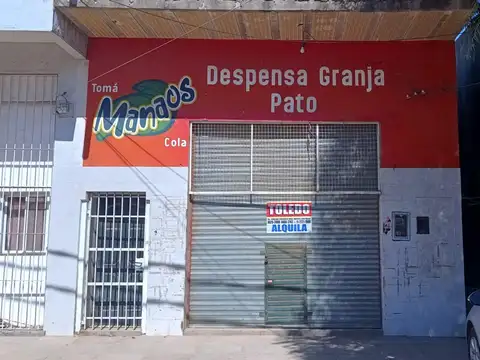 Tomá
Manaos
Cola
Despensa Granja
Pato
TOLEDO
ALQUILA